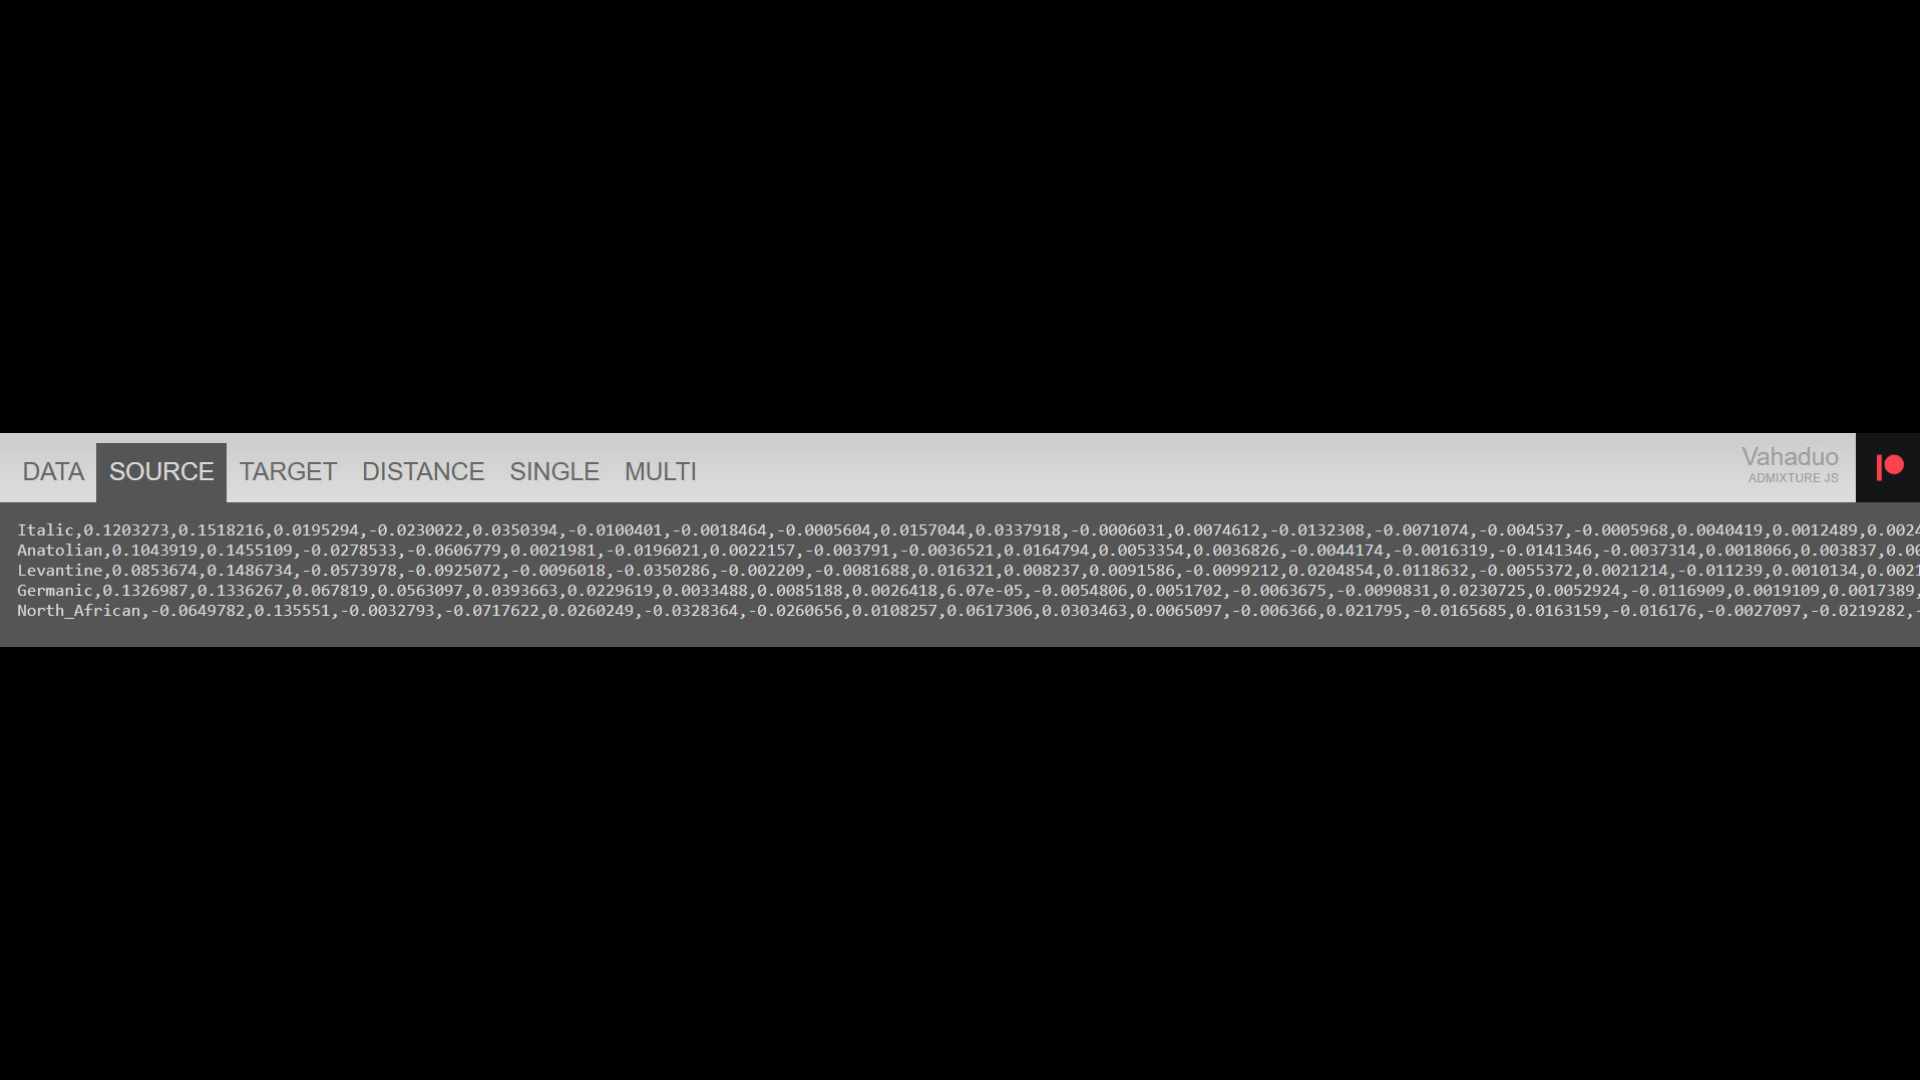 DATA SOURCE TARGET DISTANCE SINGLE MULTI
Vahaduo
ADMIXTURE JS
Italic,0.1203273,0.1518216,0.0195294,-0.0230022,0.0350394,-0.0100401,-0.0018464,-0.0005604,0.0157044,0.0337918,-0.0006031,0.0074612,-0.0132308,-0.0071074,-0.004537,-0.0005968,0.0040419,0.0012489,0.0024
Anatolian,0.1043919,0.1455109,-0.0278533,-0.0606779,0.0021981,-0.0196021,0.0022157,-0.003791,-0.0036521,0.0164794,0.0053354,0.0036826,-0.0044174,-0.0016319,-0.0141346,-0.0037314,0.0018066,0.003837,0.00
Levantine,0.0853674,0.1486734,-0.0573978,-0.0925072,-0.0096018,-0.0350286,-0.002209,-0.0081688,0.016321,0.008237,0.0091586,-0.0099212,0.0204854,0.0118632,-0.0055372,0.0021214,-0.011239,0.0010134,0.0021
Germanic,0.1326987,0.1336267,0.067819,0.0563097,0.0393663,0.0229619,0.0033488,0.0085188,0.0026418,6.07e-05,-0.0054806,0.0051702,-0.0063675,-0.0090831,0.0230725,0.0052924,-0.0116909,0.0019109,0.0017389,
North_African,-0.0649782,0.135551,-0.0032793,-0.0717622,0.0260249,-0.0328364,-0.0260656,0.0108257,0.0617306,0.0303463,0.0065097,-0.006366,0.021795,-0.0165685,0.0163159,-0.016176,-0.0027097,-0.0219282,-